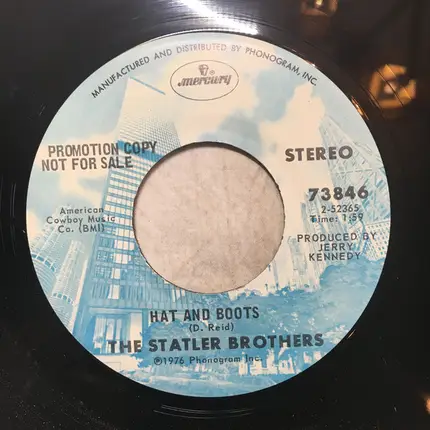 MANUFACTURED AND DISTRIBUTED BY PHONOGRAM, INC.
mercury
PROMOTION COPY
NOT FOR SALE
STEREO
73846
2-52365
Time: 1:59
American
Cowboy Music
Co. (BMI)
PRODUCED BY
JERRY
KENNEDY
HAT AND BOOTS
(D. Reid)
THE STATLER BROTHERS
℗1976 Phonogram Inc.